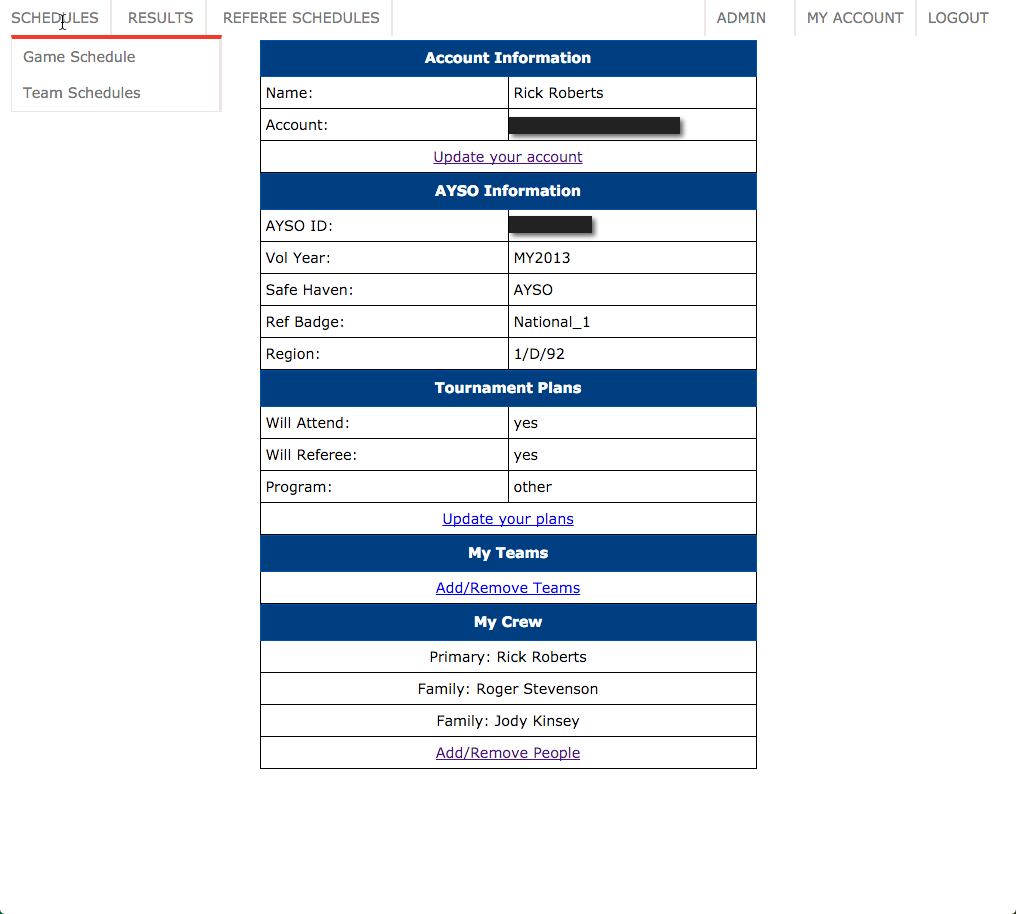 SCHEDULES RESULTS REFEREE SCHEDULES ADMIN MY ACCOUNT LOGOUT
Game Schedule
Team Schedules
Account Information
Name: Rick Roberts
Account:
Update your account
AYSO Information
AYSO ID:
Vol Year: MY2013
Safe Haven: AYSO
Ref Badge: National_1
Region: 1/D/92
Tournament Plans
Will Attend: yes
Will Referee: yes
Program: other
Update your plans
My Teams
Add/Remove Teams
My Crew
Primary: Rick Roberts
Family: Roger Stevenson
Family: Jody Kinsey
Add/Remove People